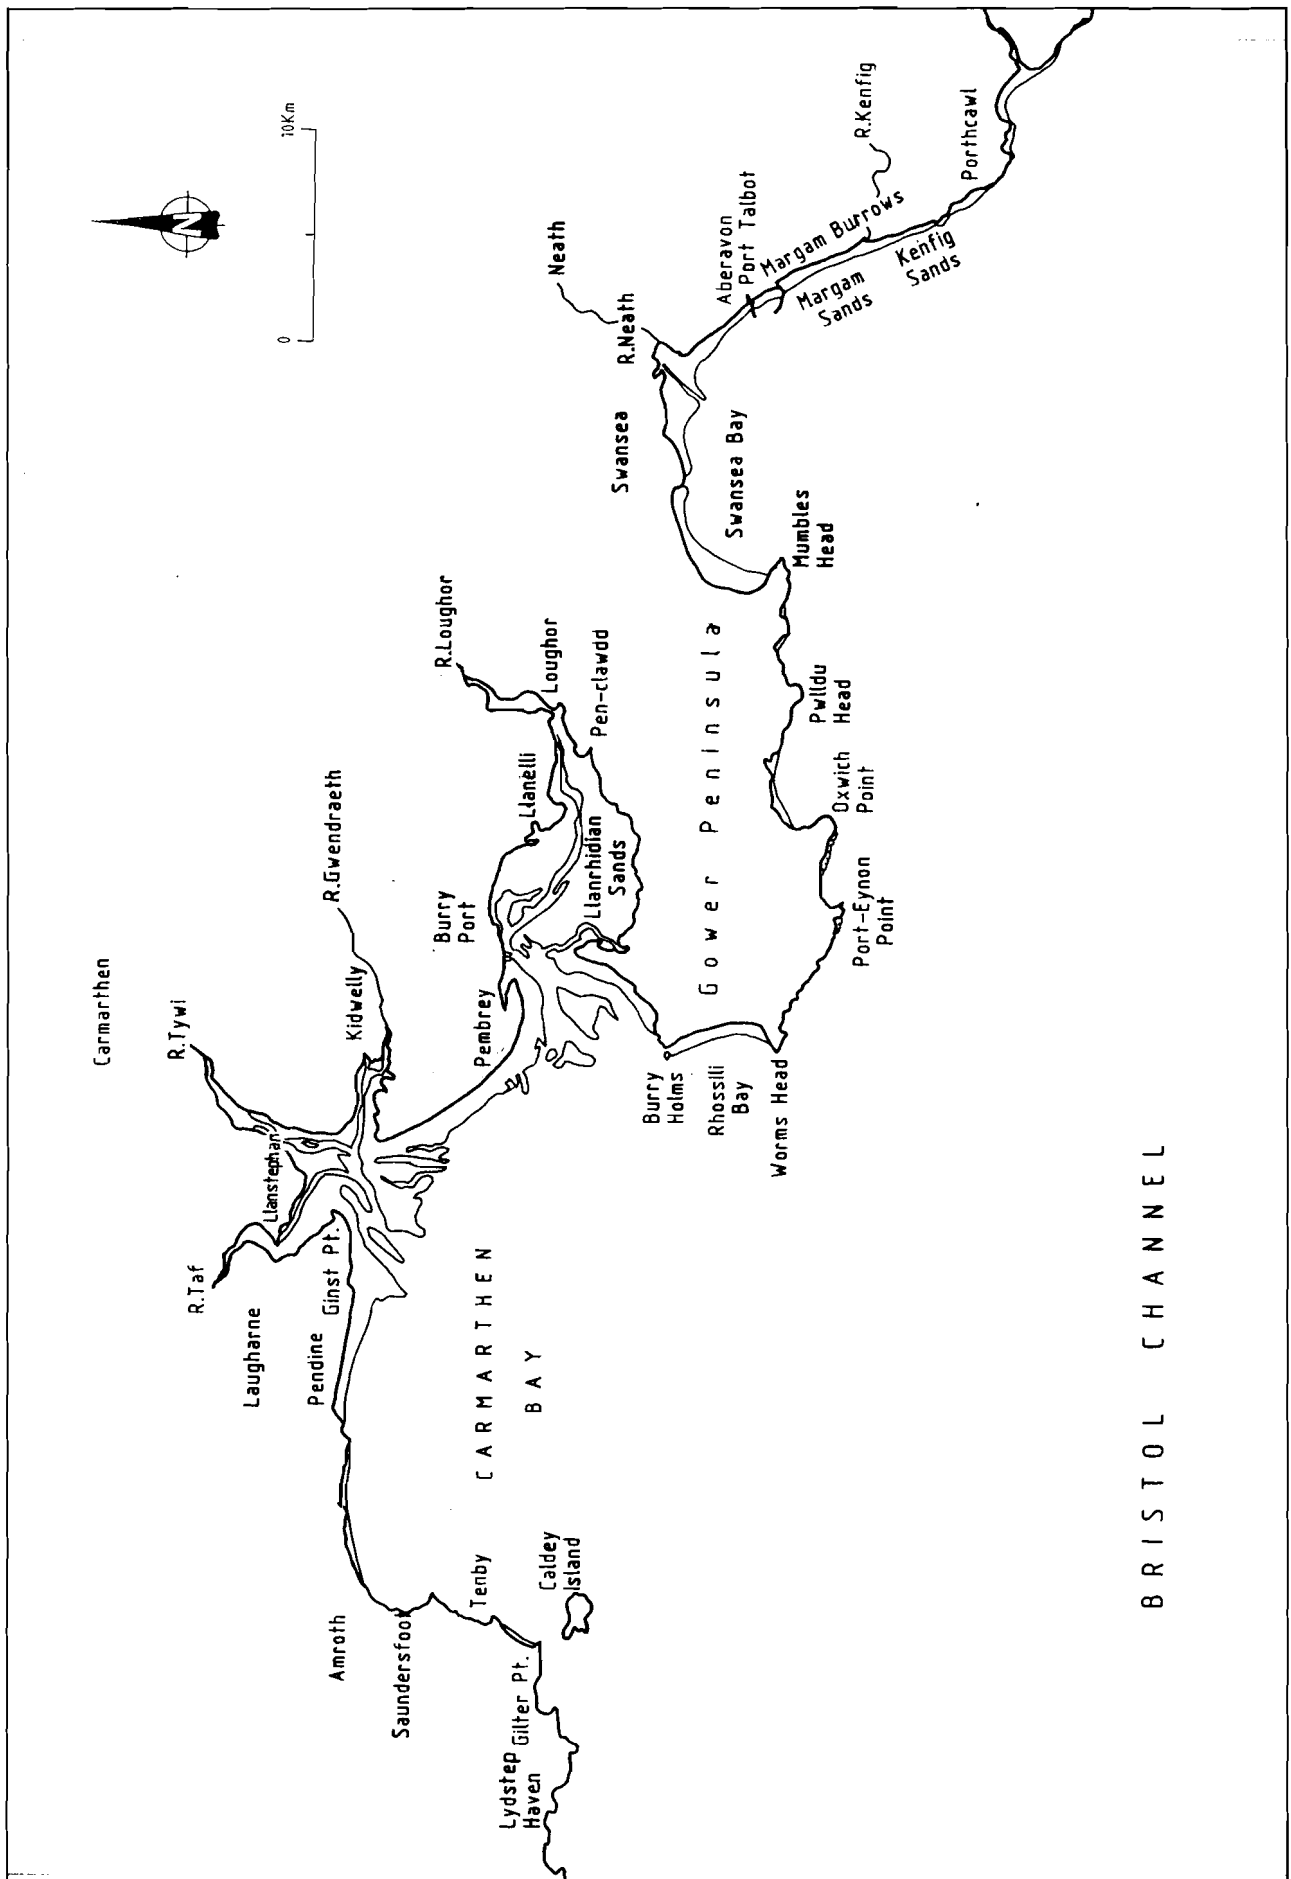 Carmarthen
R.Tywi
R.Taf
Llanstephan
Laugharne
Pendine
Ginst Pt.
Kidwelly
R.Gwendraeth
Amroth
Saundersfoot
Tenby
Caldey
Island
Gilter Pt.
Lydstep
Haven
CARMARTHEN
BAY
Pembrey
Burry
Port
Llanelli
R.Loughor
Loughor
Pen-clawdd
Llanrhidian
Sands
Burry
Holms
Rhossili
Bay
Worms Head
Gower Peninsula
Port-Eynon
Point
Oxwich
Point
Pwlldu
Head
Mumbles
Head
Swansea
Swansea Bay
R.Neath
Neath
Aberavon
Port Talbot
Margam Burrows
Margam
Sands
Kenfig
Sands
R.Kenfig
Porthcawl
BRISTOL CHANNEL
N
0
10Km